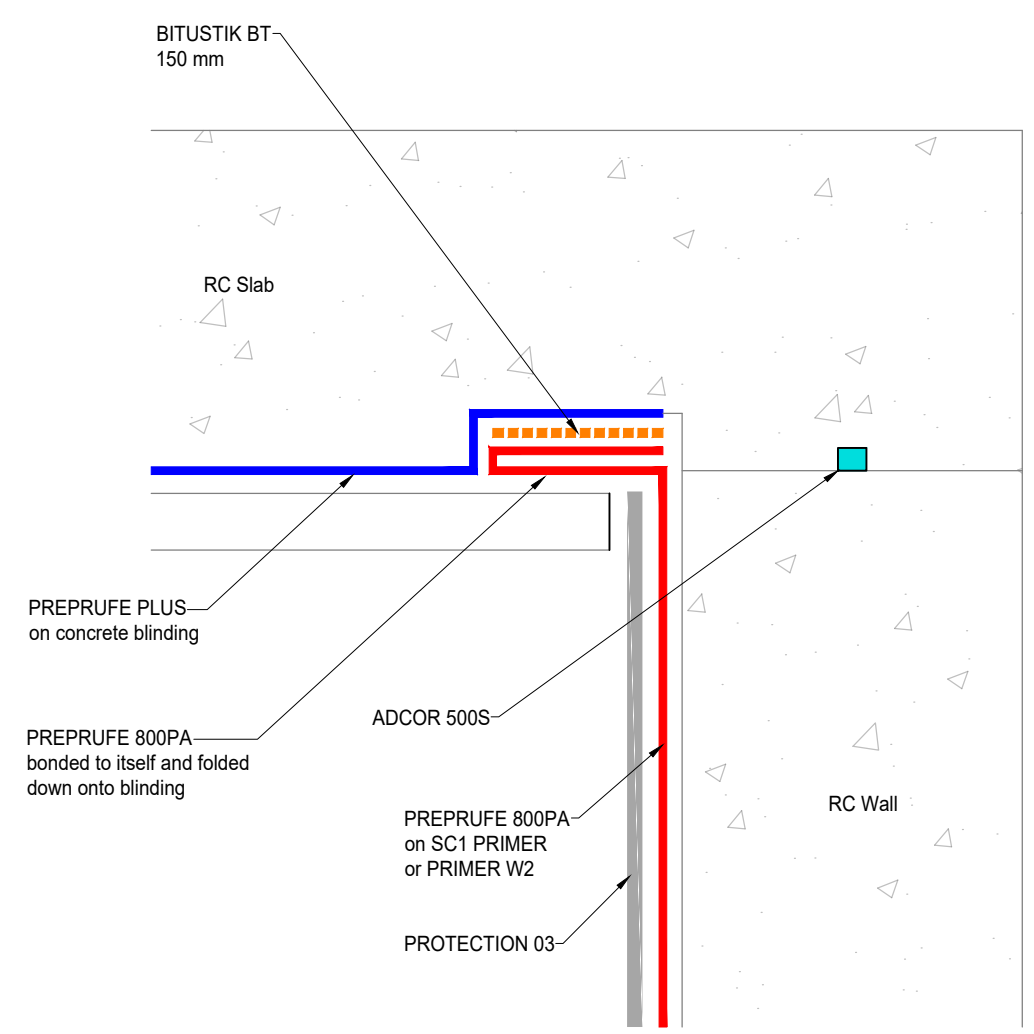 BITUSTIK BT
150 mm
RC Slab
PREPRUFE PLUS
on concrete blinding
ADCOR 500S
PREPRUFE 800PA
bonded to itself and folded
down onto blinding
PREPRUFE 800PA
on SC1 PRIMER
or PRIMER W2
RC Wall
PROTECTION 03